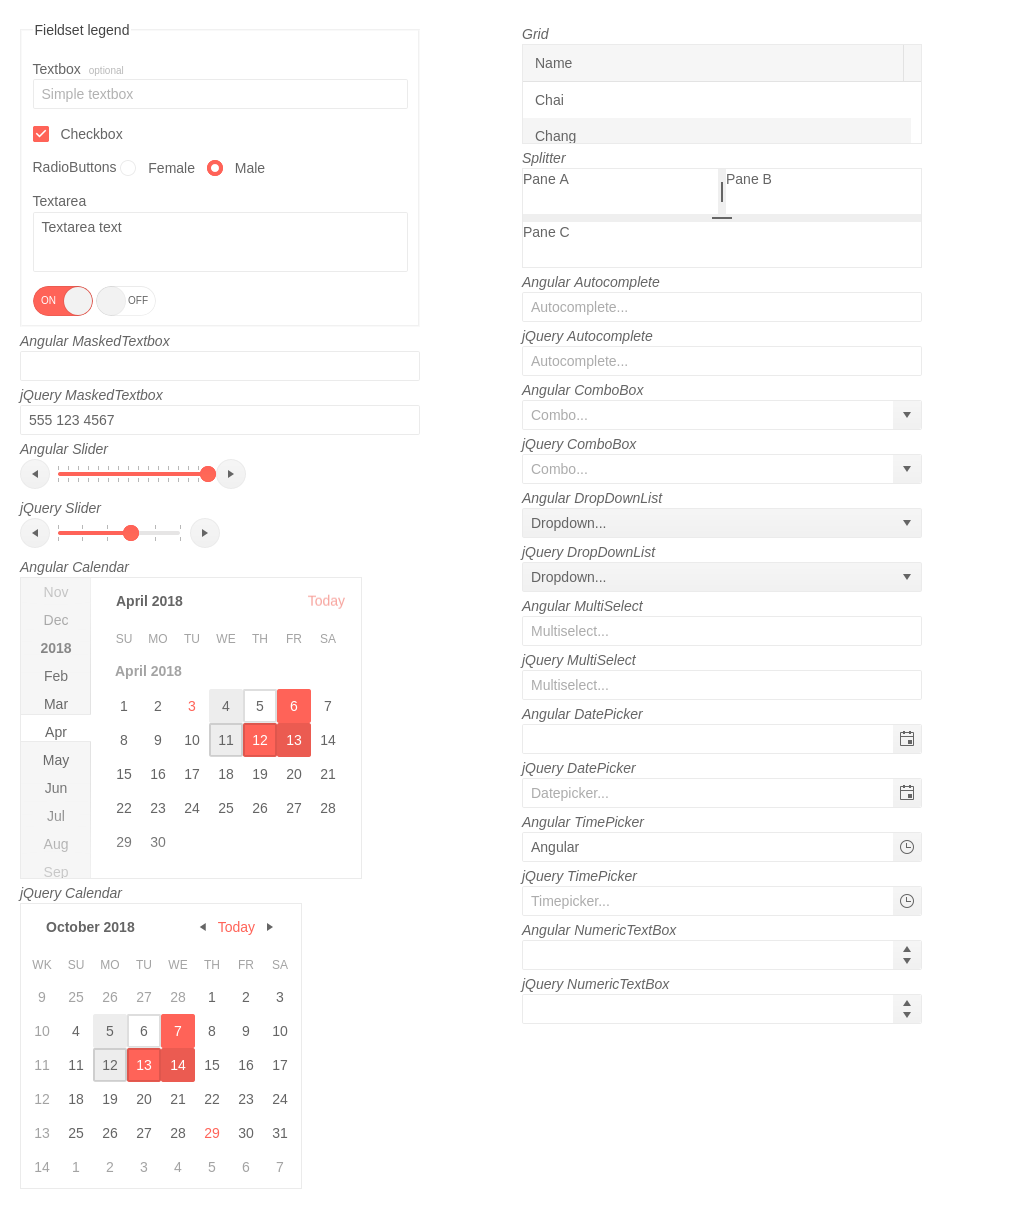 Fieldset legend
Textbox optional
Simple textbox
Checkbox
RadioButtons Female Male
Textarea
Textarea text
ON OFF
Angular MaskedTextbox
jQuery MaskedTextbox
555 123 4567
Angular Slider
jQuery Slider
Angular Calendar
Nov
Dec
2018
Feb
Mar
Apr
May
Jun
Jul
Aug
Sep
April 2018 Today
SU MO TU WE TH FR SA
April 2018
1 2 3 4 5 6 7
8 9 10 11 12 13 14
15 16 17 18 19 20 21
22 23 24 25 26 27 28
29 30
jQuery Calendar
October 2018 Today
WK SU MO TU WE TH FR SA
9 25 26 27 28 1 2 3
10 4 5 6 7 8 9 10
11 11 12 13 14 15 16 17
12 18 19 20 21 22 23 24
13 25 26 27 28 29 30 31
14 1 2 3 4 5 6 7
Grid
Name
Chai
Chang
Splitter
Pane A Pane B
Pane C
Angular Autocomplete
Autocomplete...
jQuery Autocomplete
Autocomplete...
Angular ComboBox
Combo...
jQuery ComboBox
Combo...
Angular DropDownList
Dropdown...
jQuery DropDownList
Dropdown...
Angular MultiSelect
Multiselect...
jQuery MultiSelect
Multiselect...
Angular DatePicker
jQuery DatePicker
Datepicker...
Angular TimePicker
Angular
jQuery TimePicker
Timepicker...
Angular NumericTextBox
jQuery NumericTextBox